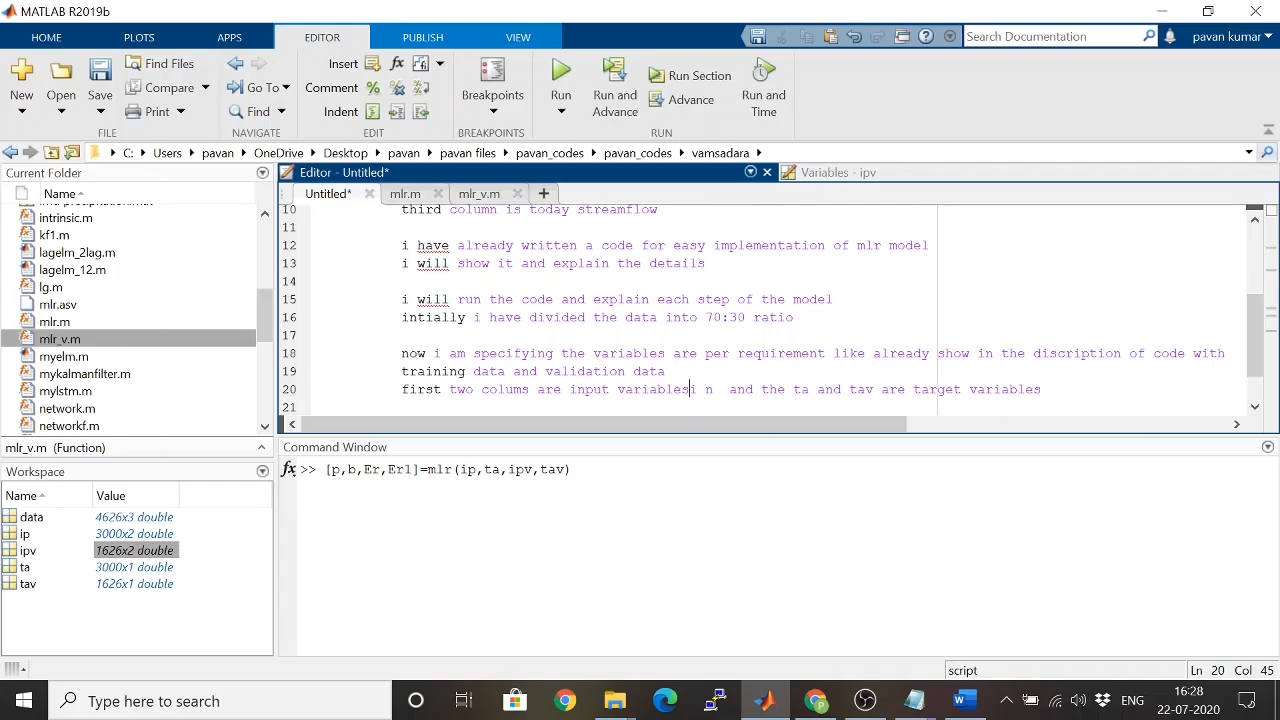 MATLAB R2019b
HOME PLOTS APPS EDITOR PUBLISH VIEW Search Documentation pavan kumar
New Open Save Find Files Compare Print Go To Find Insert Comment Indent Breakpoints Run Run and Advance Run Section Advance Run and Time
FILE NAVIGATE EDIT BREAKPOINTS RUN
C: Users pavan OneDrive Desktop pavan pavan files pavan_codes pavan_codes vamsadara
Current Folder
Name
intrinsic.m
kf1.m
lagelm_2lag.m
lagelm_12.m
lg.m
mlr.asv
mlr.m
mlr_v.m
myelm.m
mykalmanfilter.m
mylstm.m
network.m
networkf.m
mlr_v.m (Function)
Workspace
Name Value
data 4626x3 double
ip 3000x2 double
ipv 1626x2 double
ta 3000x1 double
tav 1626x1 double
Editor - Untitled* Variables - ipv
Untitled* mlr.m mlr_v.m +
10 third column is today streamflow
11
12 i have already written a code for easy implementation of mlr model
13 i will show it and explain the details
14
15 i will run the code and explain each step of the model
16 intially i have divided the data into 70:30 ratio
17
18 now i am specifying the variables are per requirement like already show in the discription of code with
19 training data and validation data
20 first two colums are input variablesi n  and the ta and tav are target variables
21
Command Window
fx >> [p,b,Er,Er1]=mlr(ip,ta,ipv,tav)
script Ln 20 Col 45
Type here to search
ENG
16:28
22-07-2020